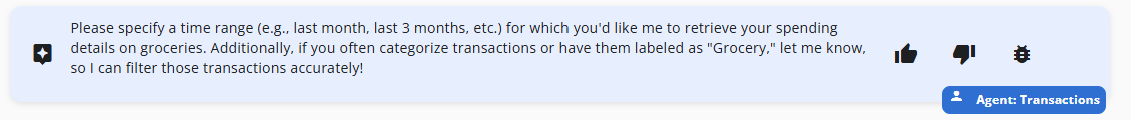 Please specify a time range (e.g., last month, last 3 months, etc.) for which you'd like me to retrieve your spending
details on groceries. Additionally, if you often categorize transactions or have them labeled as "Grocery," let me know,
so I can filter those transactions accurately!
Agent: Transactions